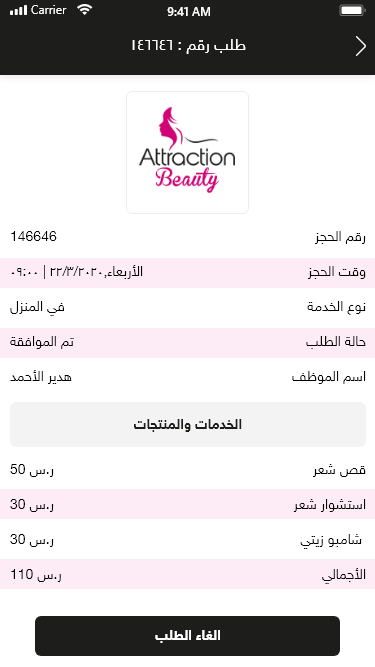 Carrier 9:41 AM
طلب رقم : ١٤٦٦٤٦
Attraction
Beauty
رقم الحجز 146646
وقت الحجز الأربعاء,٢٢/٣/٢٠٢٠ | ٠٩:٠٠
نوع الخدمة في المنزل
حالة الطلب تم الموافقة
اسم الموظف هدير الأحمد
الخدمات والمنتجات
قص شعر 50 ر.س
استشوار شعر 30 ر.س
شامبو زيتي 30 ر.س
الأجمالي 110 ر.س
الغاء الطلب